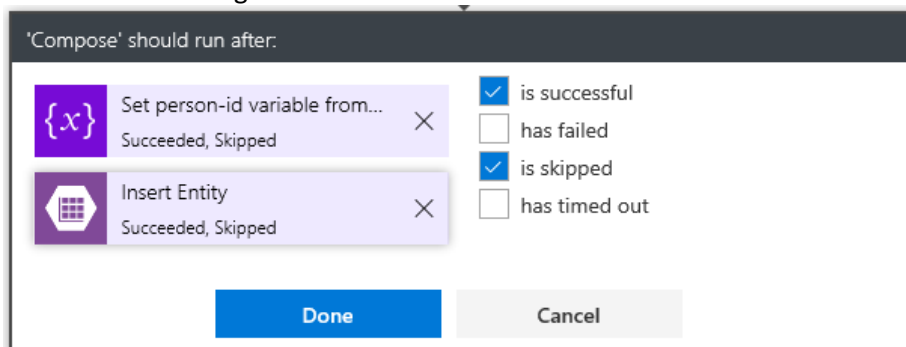 'Compose' should run after:
{x}
Set person-id variable from...
Succeeded, Skipped
Insert Entity
Succeeded, Skipped
is successful
has failed
is skipped
has timed out
Done
Cancel